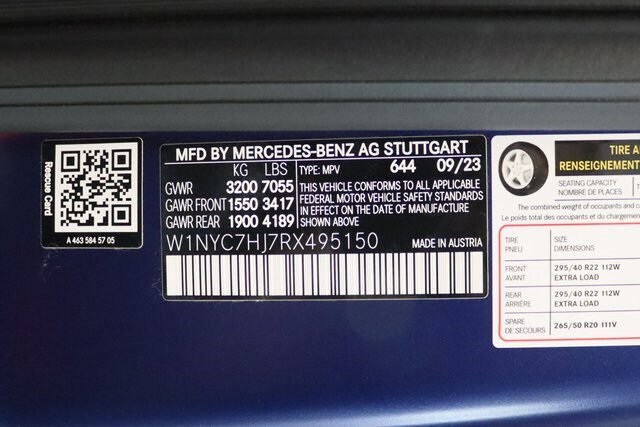 Rescue Card
A 463 584 57 05
MFD BY MERCEDES-BENZ AG STUTTGART
KG LBS TYPE: MPV 644 09/23
GVWR 3200 7055
GAWR FRONT 1550 3417
GAWR REAR 1900 4189
THIS VEHICLE CONFORMS TO ALL APPLICABLE
FEDERAL MOTOR VEHICLE SAFETY STANDARDS
IN EFFECT ON THE DATE OF MANUFACTURE
SHOWN ABOVE.
W1NYC7HJ7RX495150 MADE IN AUSTRIA
TIRE
RENSEIGNEMENT
SEATING CAPACITY
NOMBRE DE PLACES
The combined weight of occupants and
Le poids total des occupants et du
TIRE SIZE
PNEU DIMENSIONS
FRONT 295/40 R22 112W
AVANT EXTRA LOAD
REAR 295/40 R22 112W
ARRIÈRE EXTRA LOAD
SPARE 265/50 R20 111V
DE SECOURS